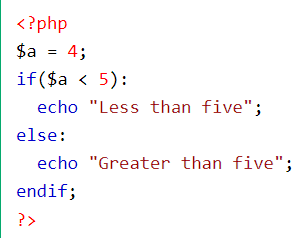 <?php
$a = 4;
if($a < 5):
  echo "Less than five";
else:
  echo "Greater than five";
endif;
?>